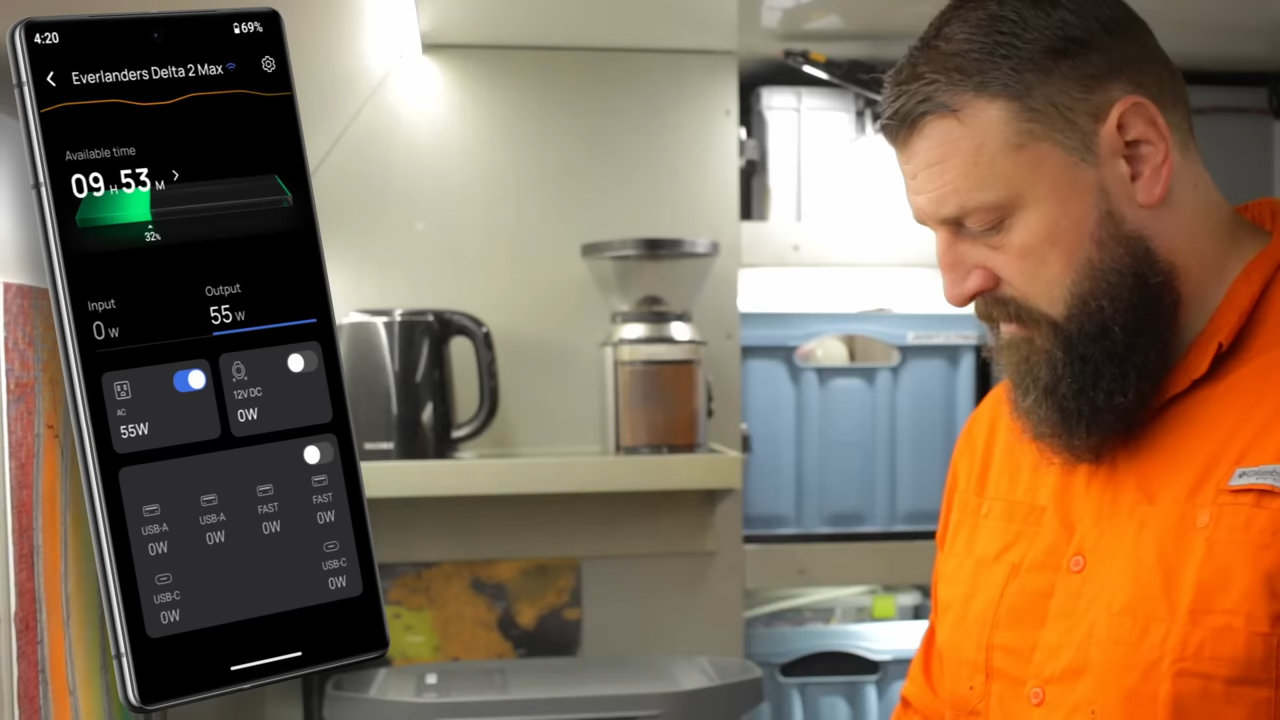 4:20
69%
Everlanders Delta 2 Max
Available time
09 H 53 M
32%
Input
Output
0 W
55 W
AC
55W
12V DC
0W
USB-A
0W
USB-A
0W
FAST
0W
FAST
0W
USB-C
0W
USB-C
0W
Columbia